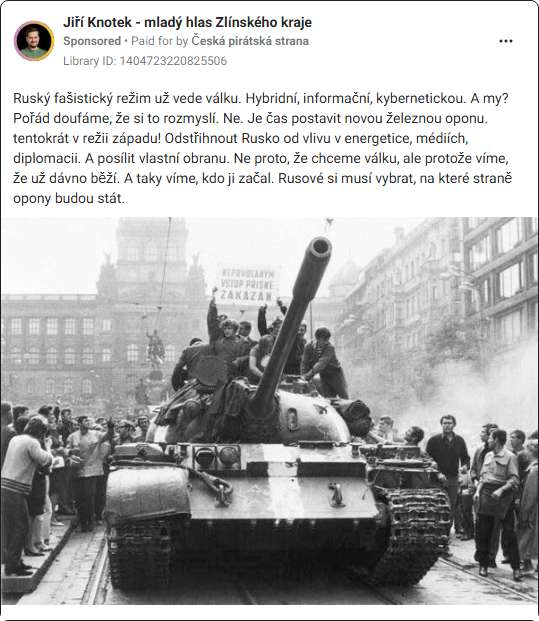 Jiří Knotek - mladý hlas Zlínského kraje
Sponsored • Paid for by Česká pirátská strana
Library ID: 1404723220825506
Ruský fašistický režim už vede válku. Hybridní, informační, kybernetickou. A my?
Pořád doufáme, že si to rozmyslí. Ne. Je čas postavit novou železnou oponu.
tentokrát v režii západu! Odstřihnout Rusko od vlivu v energetice, médiích,
diplomacii. A posílit vlastní obranu. Ne proto, že chceme válku, ale protože víme,
že už dávno běží. A taky víme, kdo ji začal. Rusové si musí vybrat, na které straně
opony budou stát.
NEPOVOLANÝM
VSTUP PŘÍSNĚ
ZAKÁZÁN